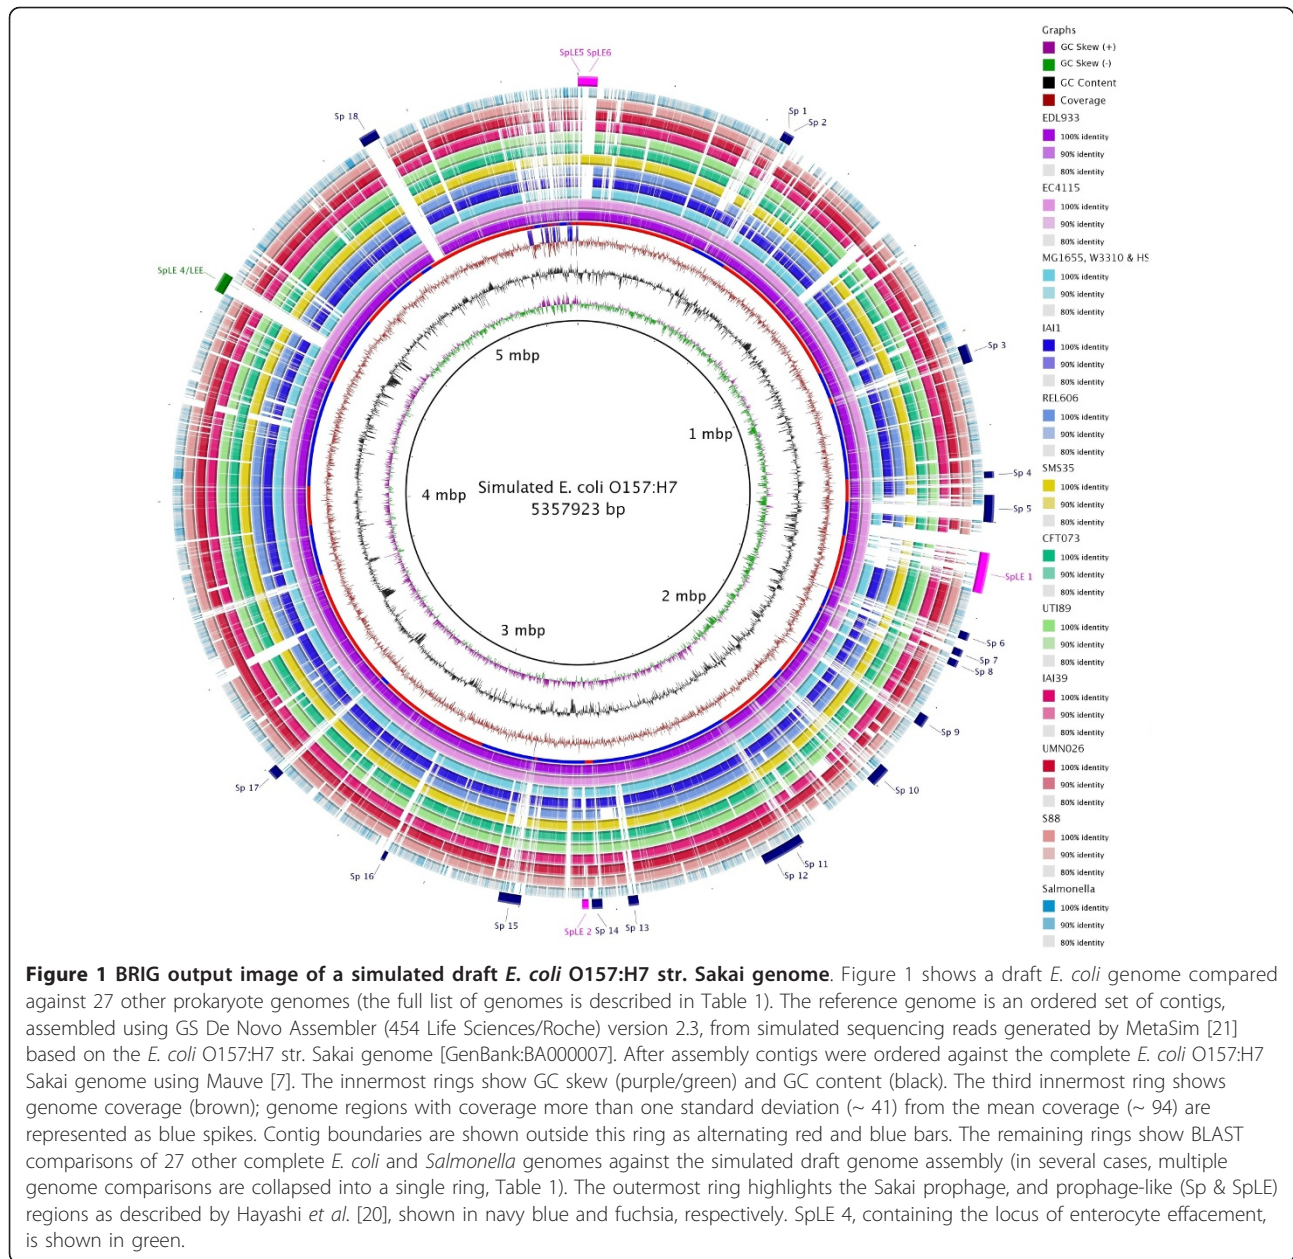 SpLE5 SpLE6
Sp 1
Sp 2
Sp 18
SpLE 4/LEE
Sp 3
Sp 4
Sp 5
SpLE 1
Sp 6
Sp 7
Sp 8
Sp 9
Sp 10
Sp 11
Sp 12
Sp 13
SpLE 2 Sp 14
Sp 15
Sp 16
Sp 17
5 mbp
1 mbp
4 mbp
Simulated E. coli O157:H7
5357923 bp
2 mbp
3 mbp
Graphs
GC Skew (+)
GC Skew (-)
GC Content
Coverage
EDL933
100% identity
90% identity
80% identity
EC4115
100% identity
90% identity
80% identity
MG1655, W3310 & HS
100% identity
90% identity
80% identity
IAI1
100% identity
90% identity
80% identity
REL606
100% identity
90% identity
80% identity
SMS35
100% identity
90% identity
80% identity
CFT073
100% identity
90% identity
80% identity
UTI89
100% identity
90% identity
80% identity
IAI39
100% identity
90% identity
80% identity
UMN026
100% identity
90% identity
80% identity
S88
100% identity
90% identity
80% identity
Salmonella
100% identity
90% identity
80% identity
Figure 1 BRIG output image of a simulated draft E. coli O157:H7 str. Sakai genome. Figure 1 shows a draft E. coli genome compared
against 27 other prokaryote genomes (the full list of genomes is described in Table 1). The reference genome is an ordered set of contigs,
assembled using GS De Novo Assembler (454 Life Sciences/Roche) version 2.3, from simulated sequencing reads generated by MetaSim [21]
based on the E. coli O157:H7 str. Sakai genome [GenBank:BA000007]. After assembly contigs were ordered against the complete E. coli O157:H7
Sakai genome using Mauve [7]. The innermost rings show GC skew (purple/green) and GC content (black). The third innermost ring shows
genome coverage (brown); genome regions with coverage more than one standard deviation (~ 41) from the mean coverage (~ 94) are
represented as blue spikes. Contig boundaries are shown outside this ring as alternating red and blue bars. The remaining rings show BLAST
comparisons of 27 other complete E. coli and Salmonella genomes against the simulated draft genome assembly (in several cases, multiple
genome comparisons are collapsed into a single ring, Table 1). The outermost ring highlights the Sakai prophage, and prophage-like (Sp & SpLE)
regions as described by Hayashi et al. [20], shown in navy blue and fuchsia, respectively. SpLE 4, containing the locus of enterocyte effacement,
is shown in green.